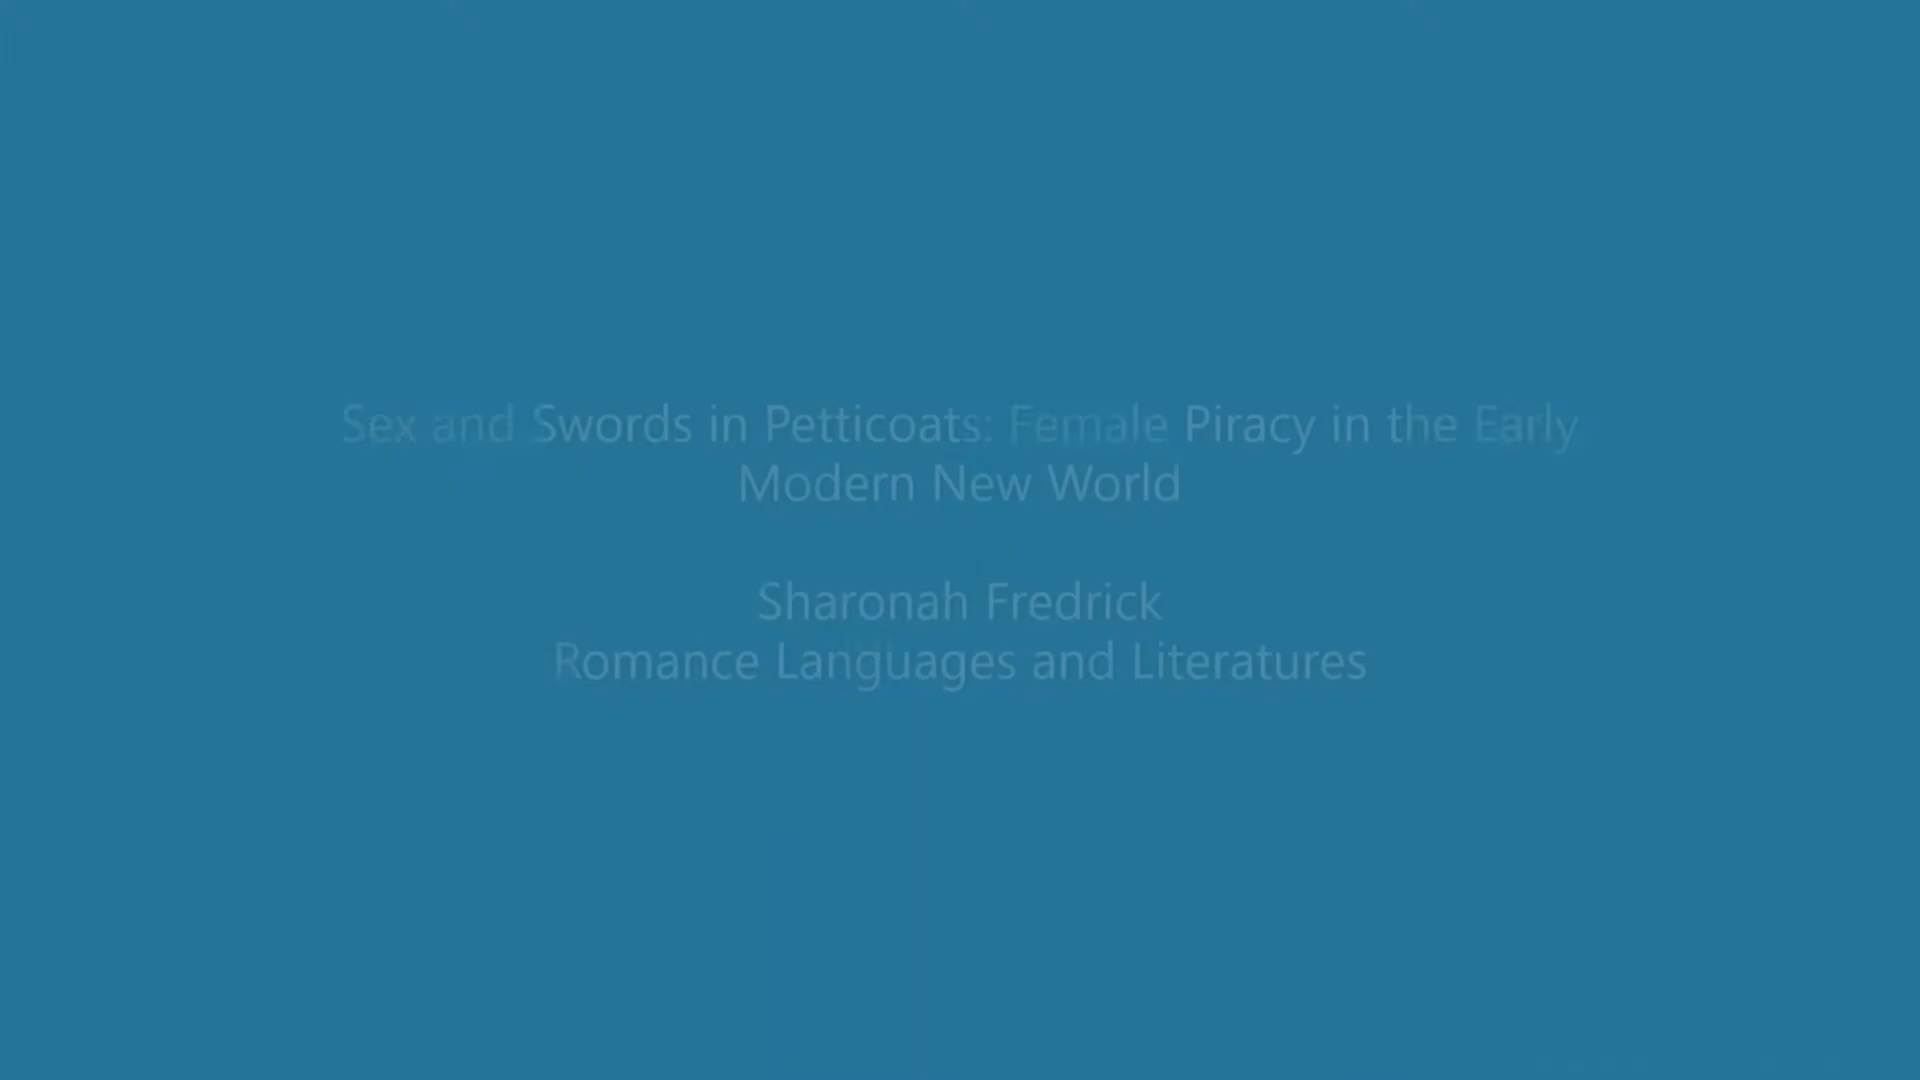 Sex and Swords in Petticoats: Female Piracy in the Early
Modern New World
Sharonah Fredrick
Romance Languages and Literatures